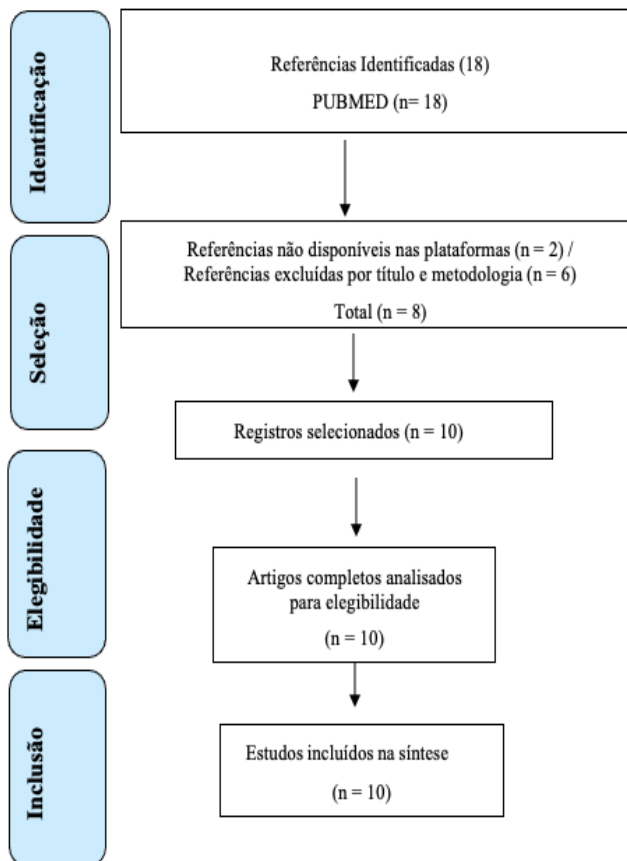 Identificação
Referências Identificadas (18)
PUBMED (n= 18)
Seleção
Referências não disponíveis nas plataformas (n = 2) /
Referências excluídas por título e metodologia (n = 6)
Total (n = 8)
Registros selecionados (n = 10)
Elegibilidade
Artigos completos analisados
para elegibilidade
(n = 10)
Inclusão
Estudos incluídos na síntese
(n = 10)